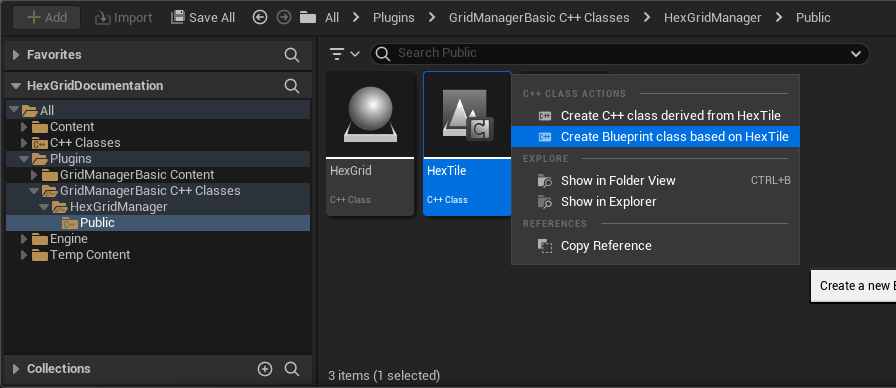 Add
Import
Save All
All
Plugins
GridManagerBasic C++ Classes
HexGridManager
Public
Favorites
HexGridDocumentation
All
Content
C++ Classes
Plugins
GridManagerBasic Content
GridManagerBasic C++ Classes
HexGridManager
Public
Engine
Temp Content
Collections
Search Public
HexGrid
C++ Class
HexTile
C++ Class
C++ CLASS ACTIONS
Create C++ class derived from HexTile
Create Blueprint class based on HexTile
EXPLORE
Show in Folder View CTRL+B
Show in Explorer
REFERENCES
Copy Reference
Create a new
3 items (1 selected)